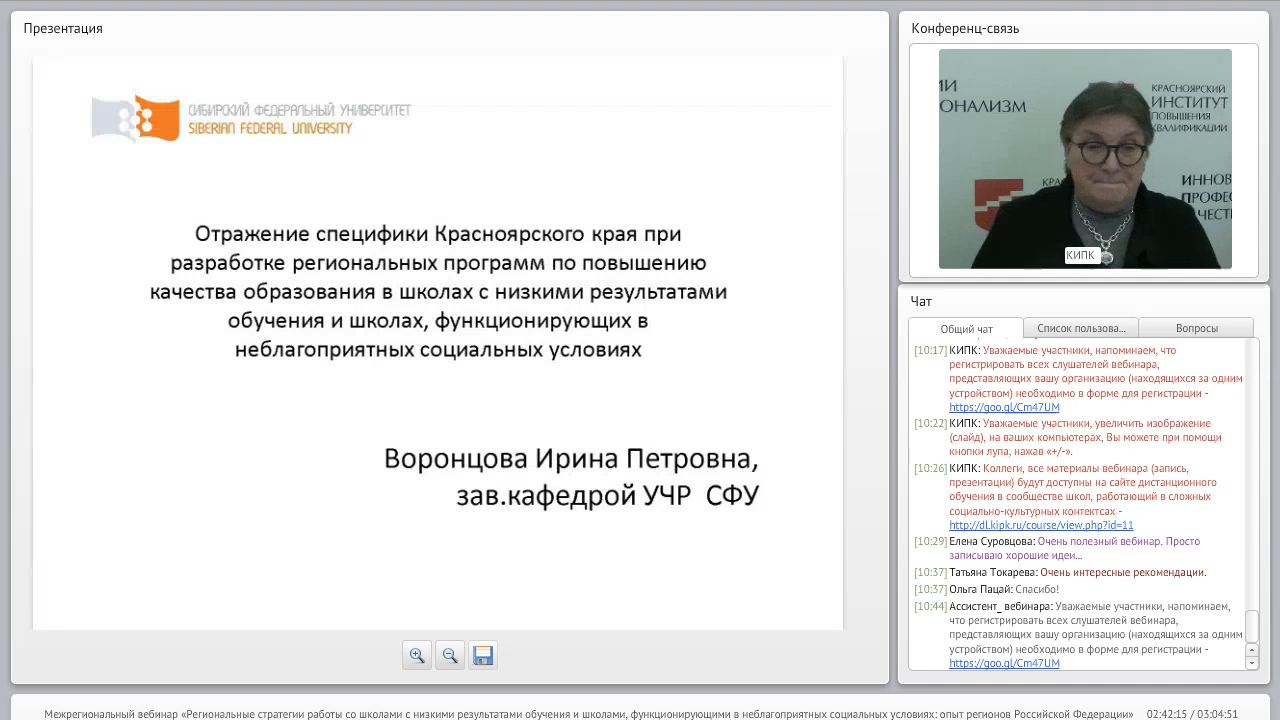 Презентация
СИБИРСКИЙ ФЕДЕРАЛЬНЫЙ УНИВЕРСИТЕТ
SIBERIAN FEDERAL UNIVERSITY
Отражение специфики Красноярского края при
разработке региональных программ по повышению
качества образования в школах с низкими результатами
обучения и школах, функционирующих в
неблагоприятных социальных условиях
Воронцова Ирина Петровна,
зав.кафедрой УЧР СФУ
Конференц-связь
КРАСНОЯРСКИЙ
ИНСТИТУТ
ПОВЫШЕНИЯ
КВАЛИФИКАЦИИ
КИПК
Чат
Общий чат
Список пользова...
Вопросы
[10:17] КИПК: Уважаемые участники, напоминаем, что
регистрировать всех слушателей вебинара,
представляющих вашу организацию (находящихся за одним
устройством) необходимо в форме для регистрации -
https://goo.gl/Cm47UM
[10:22] КИПК: Уважаемые участники, увеличить изображение
(слайд), на ваших компьютерах, Вы можете при помощи
кнопки лупа, нажав «+/-».
[10:26] КИПК: Коллеги, все материалы вебинара (запись,
презентации) будут доступны на сайте дистанционного
обучения в сообществе школ, работающий в сложных
социально-культурных контекстах -
http://dl.kipk.ru/course/view.php?id=11
[10:29] Елена Суровцова: Очень полезный вебинар. Просто
записываю хорошие идеи...
[10:37] Татьяна Токарева: Очень интересные рекомендации.
[10:37] Ольга Пацай: Спасибо!
[10:44] Ассистент_ вебинара: Уважаемые участники, напоминаем,
что регистрировать всех слушателей вебинара,
представляющих вашу организацию (находящихся за одним
устройством) необходимо в форме для регистрации -
https://goo.gl/Cm47UM
Межрегиональный вебинар «Региональные стратегии работы со школами с низкими результатами обучения и школами, функционирующими в неблагоприятных социальных условиях: опыт регионов Российской Федерации» 02:42:15 / 03:04:51